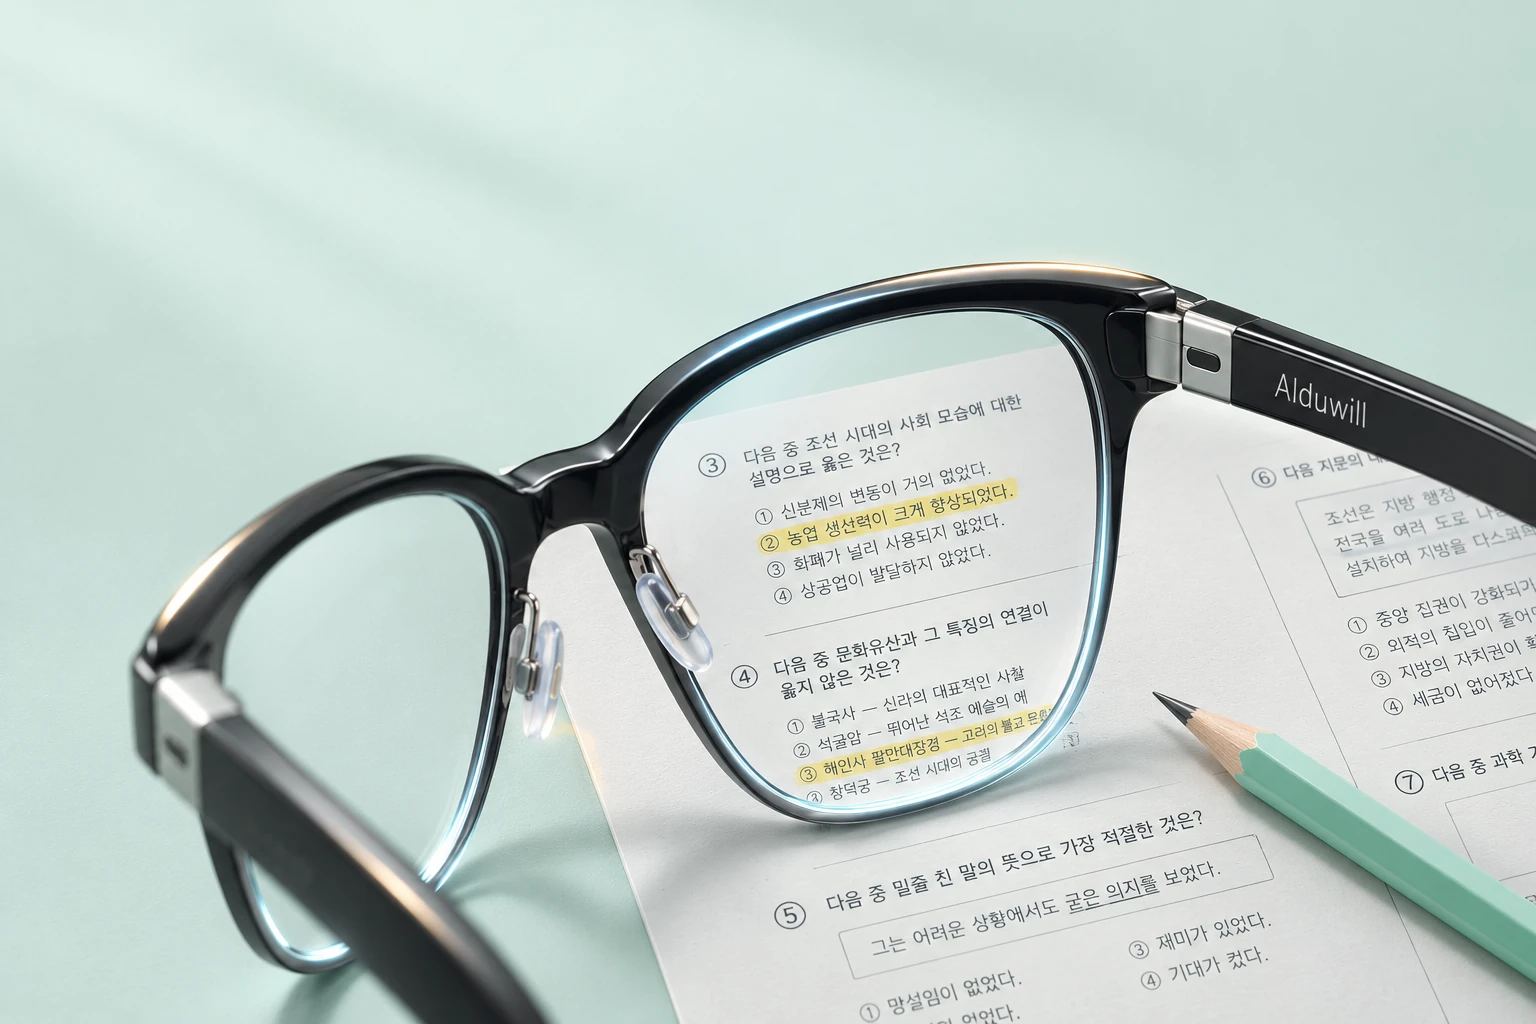 ③ 다음 중 조선 시대의 사회 모습에 대한
설명으로 옳은 것은?
① 신분제의 변동이 거의 없었다.
② 농업 생산력이 크게 향상되었다.
③ 화폐가 널리 사용되지 않았다.
④ 상공업이 발달하지 않았다.
④ 다음 중 문화유산과 그 특징의 연결이
옳지 않은 것은?
① 불국사 – 신라의 대표적인 사찰
② 석굴암 – 뛰어난 석조 예술의 예
③ 해인사 팔만대장경 – 고려의 불교
창덕궁 – 조선 시대의 궁궐
⑤ 다음 중 밑줄 친 말의 뜻으로 가장 적절한 것은?
그는 어려운 상황에서도 굳은 의지를 보였다.
① 망설임이 없었다.
③ 재미가 있었다.
④ 기대가 컸다.
⑥ 다음 지문의
조선은 지방 행정
전국을 여러 도로
설치하여 지방을
① 중앙 집권이
② 외적의 침입이
③ 지방의 자치권이
④ 세금이 없어졌다
⑦ 다음 중 과학
Alduwill